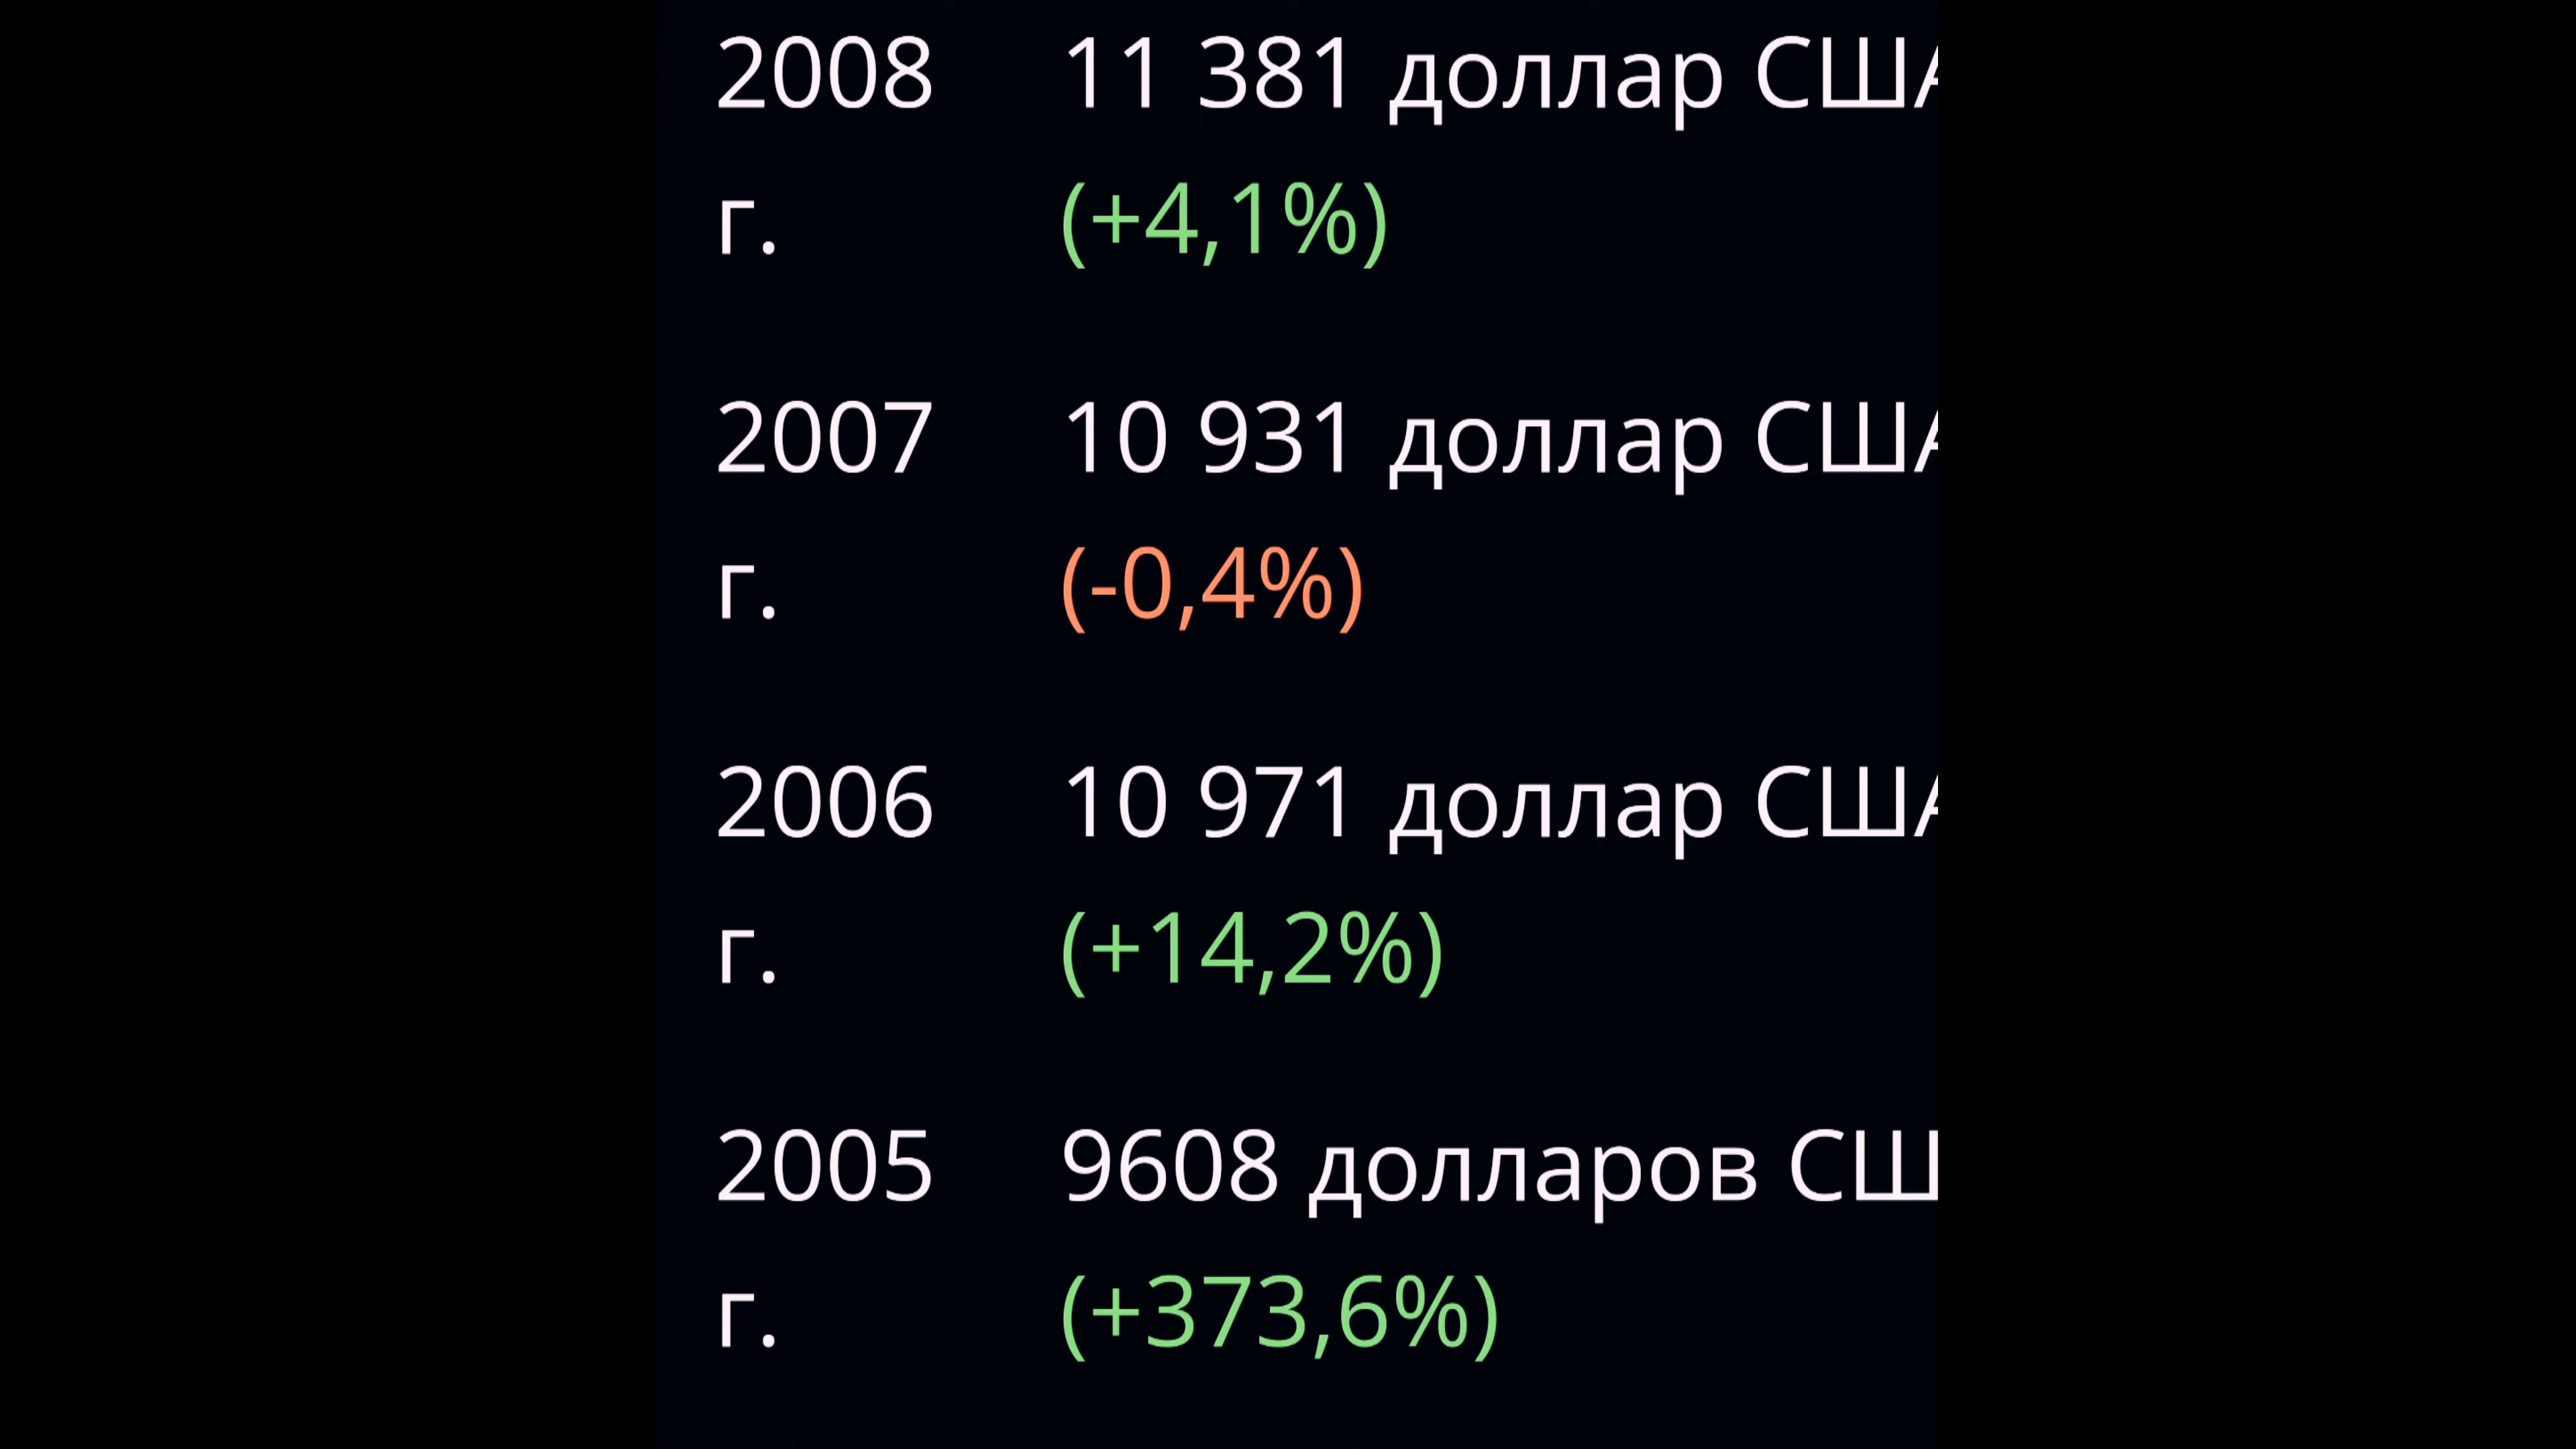 2008 11 381 доллар США
г. (+4,1%)
2007 10 931 доллар США
г. (-0,4%)
2006 10 971 доллар США
г. (+14,2%)
2005 9608 долларов СШ
г. (+373,6%)